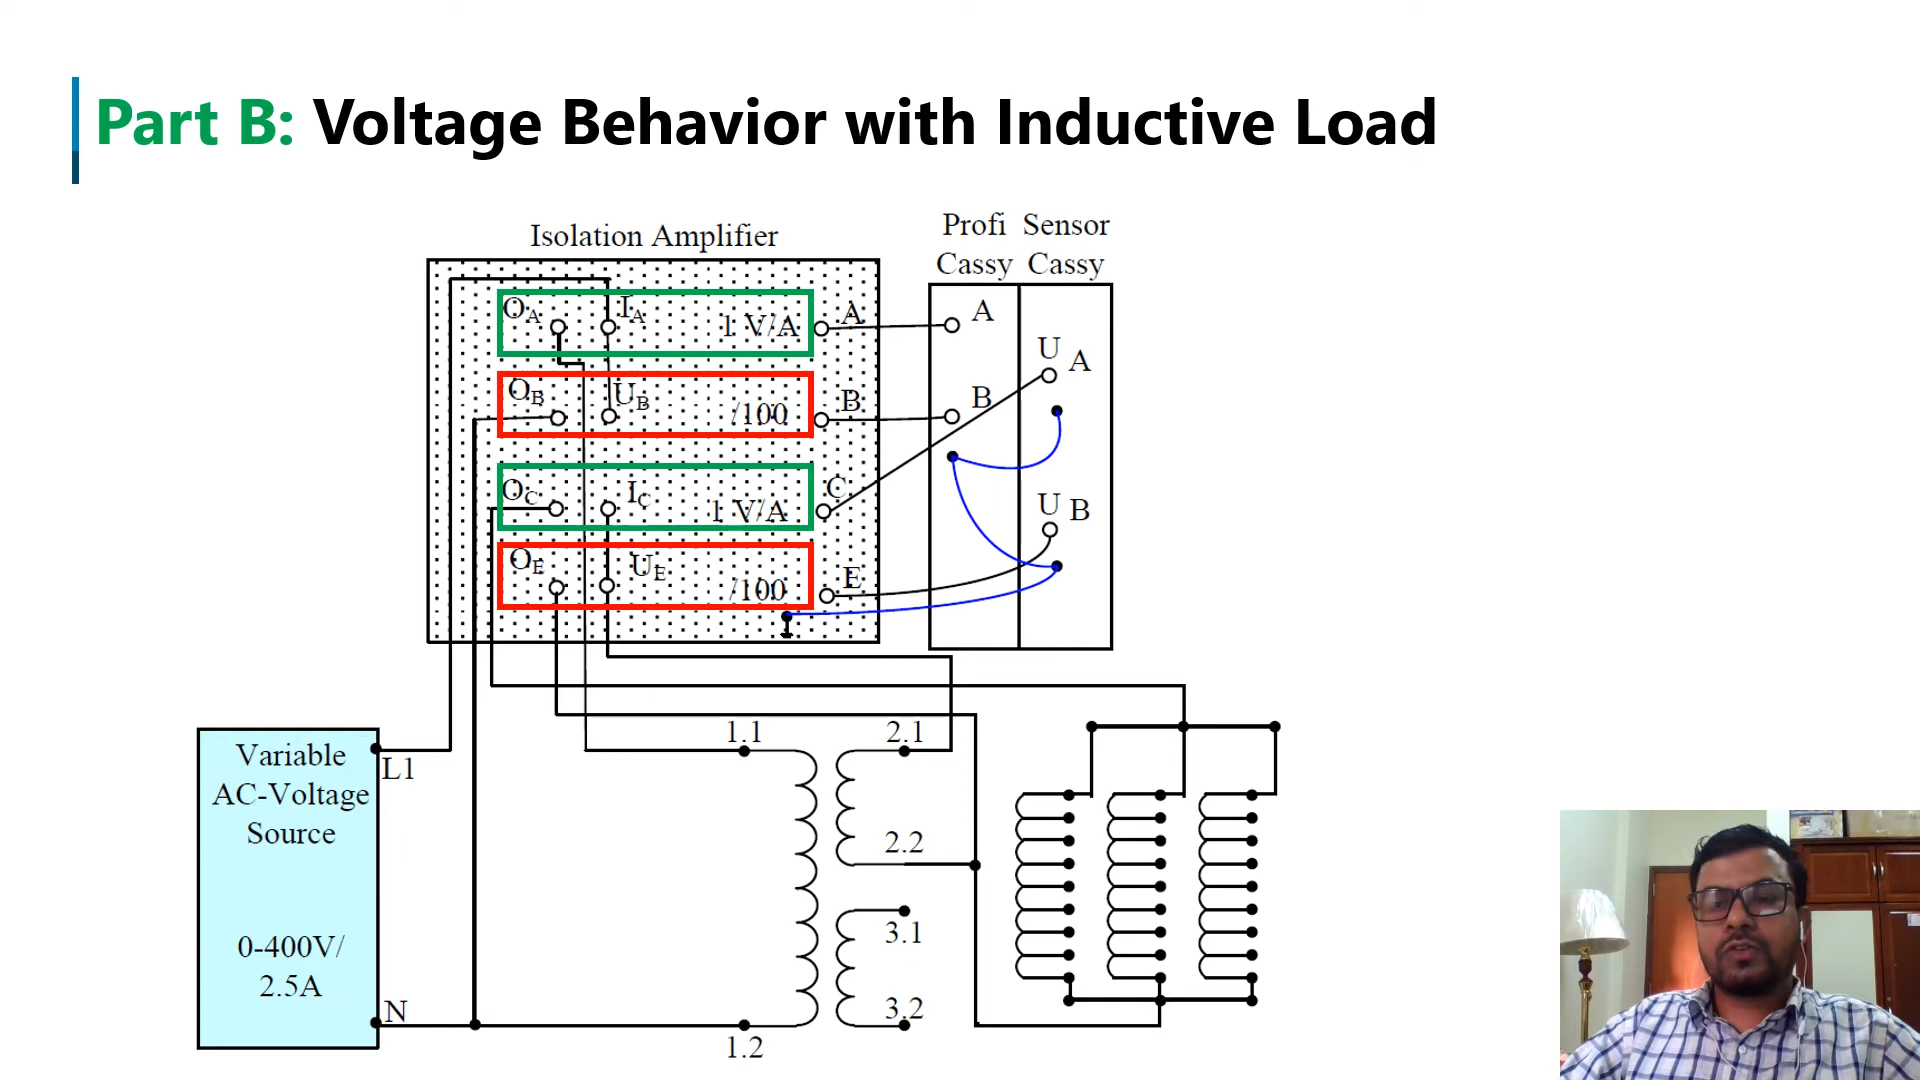 Part B: Voltage Behavior with Inductive Load
Isolation Amplifier
Profi Sensor
Cassy Cassy
OA IA 1 V/A A
A
U A
OB UB /100 B
B
OC IC 1 V/A C
U B
OE UE /100 E
Variable
AC-Voltage
Source
0-400V/
2.5A
L1
N
1.1
2.1
2.2
3.1
3.2
1.2